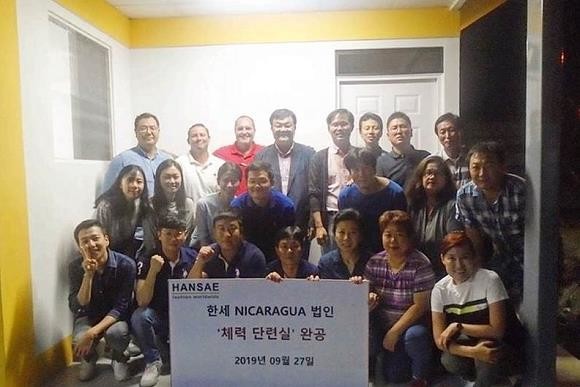 HANSAE
fashion worldwide
한세 NICARAGUA 법인
‘체력 단련실’ 완공
2019년 09월 27일